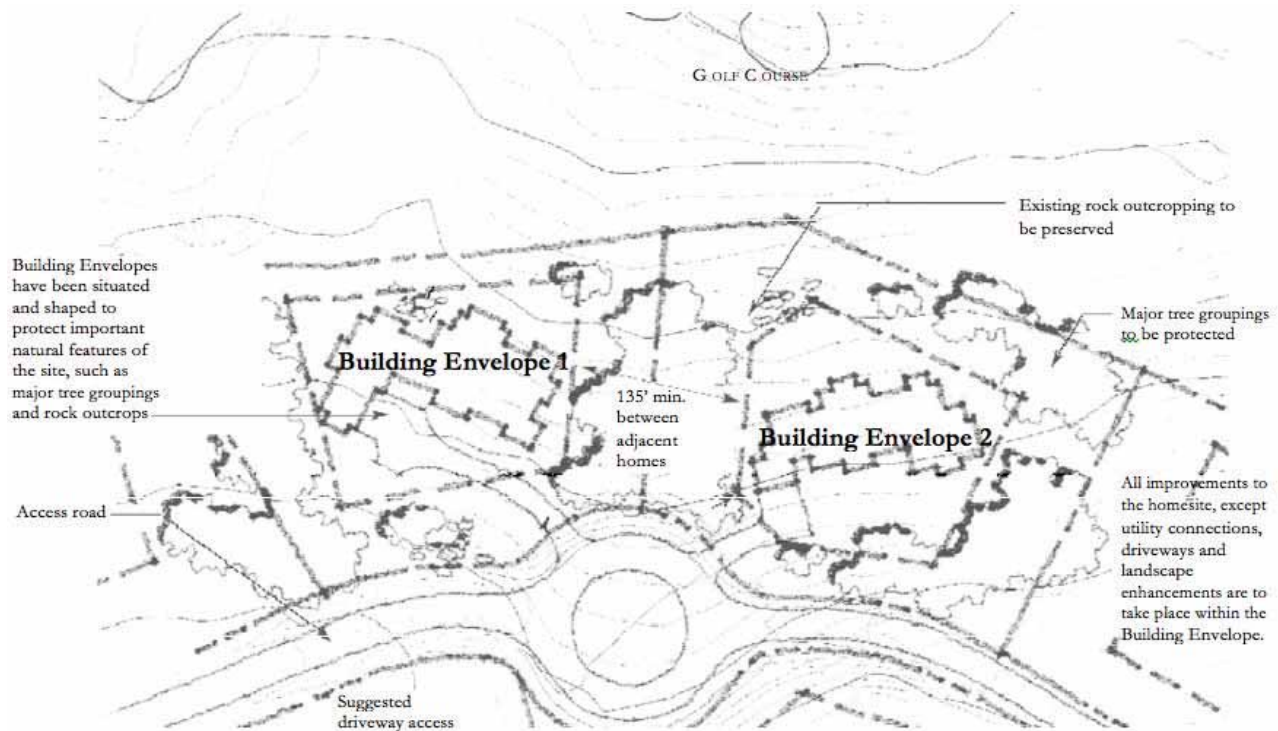 GOLF COURSE
Existing rock outcropping to
be preserved
Building Envelopes
have been situated
and shaped to
protect important
natural features of
the site, such as
major tree groupings
and rock outcrops
Major tree groupings
to be protected
Building Envelope 1
135' min.
between
adjacent
homes
Building Envelope 2
All improvements to
the homesite, except
utility connections,
driveways and
landscape
enhancements are to
take place within the
Building Envelope.
Access road
Suggested
driveway access